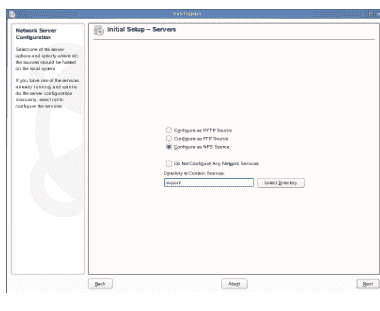 YaST2@dell
Network Server
Configuration
Initial Setup – Servers
Select one of the server
options and specify where all
the sources should be hosted
on the local system.
If you have one of the services
already running and want to
do the server configuration
manually, select not to
configure the services.
Configure as HTTP Source
Configure as FTP Source
Configure as NFS Source
Do Not Configure Any Network Services
Directory to Contain Sources:
Select Directory
Back
Abort
Next